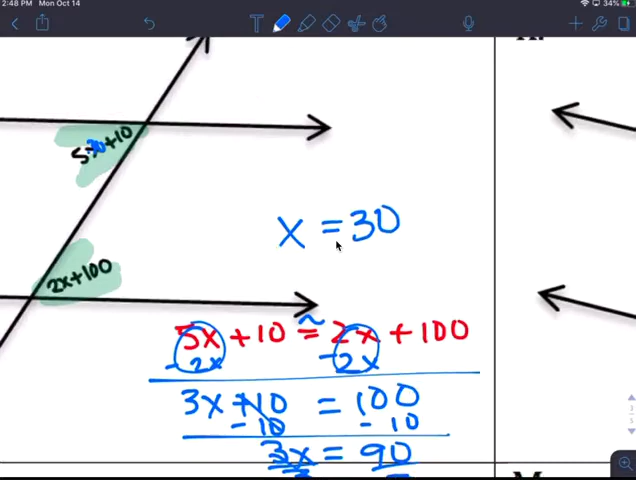 2:48 PM Mon Oct 14
34%
T
+10
2x+100
x = 30
5x + 10 ≅ 2x + 100
- 2x - 2x
3x + 10 = 100
- 10 - 10
3x = 90